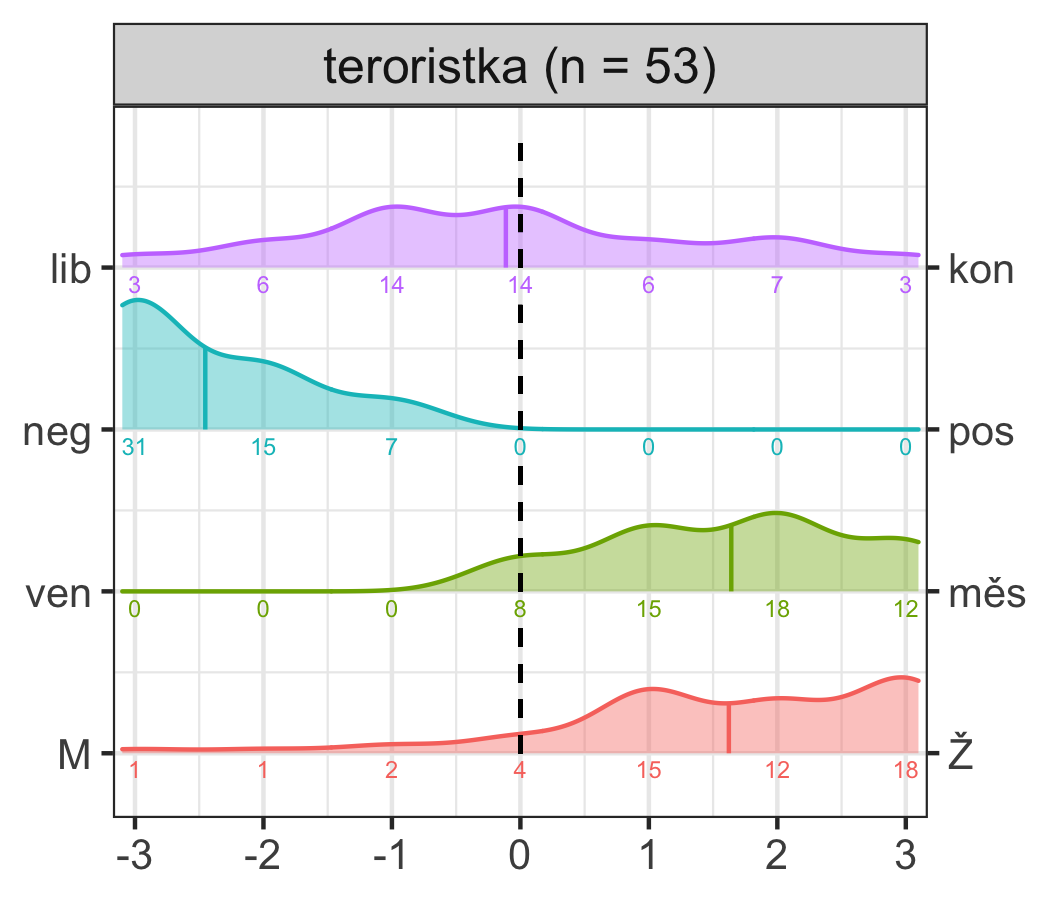 teroristka (n = 53)
lib kon
3 6 14 14 6 7 3
neg pos
31 15 7 0 0 0 0
ven měs
0 0 0 8 15 18 12
M Ž
1 1 2 4 15 12 18
-3 -2 -1 0 1 2 3